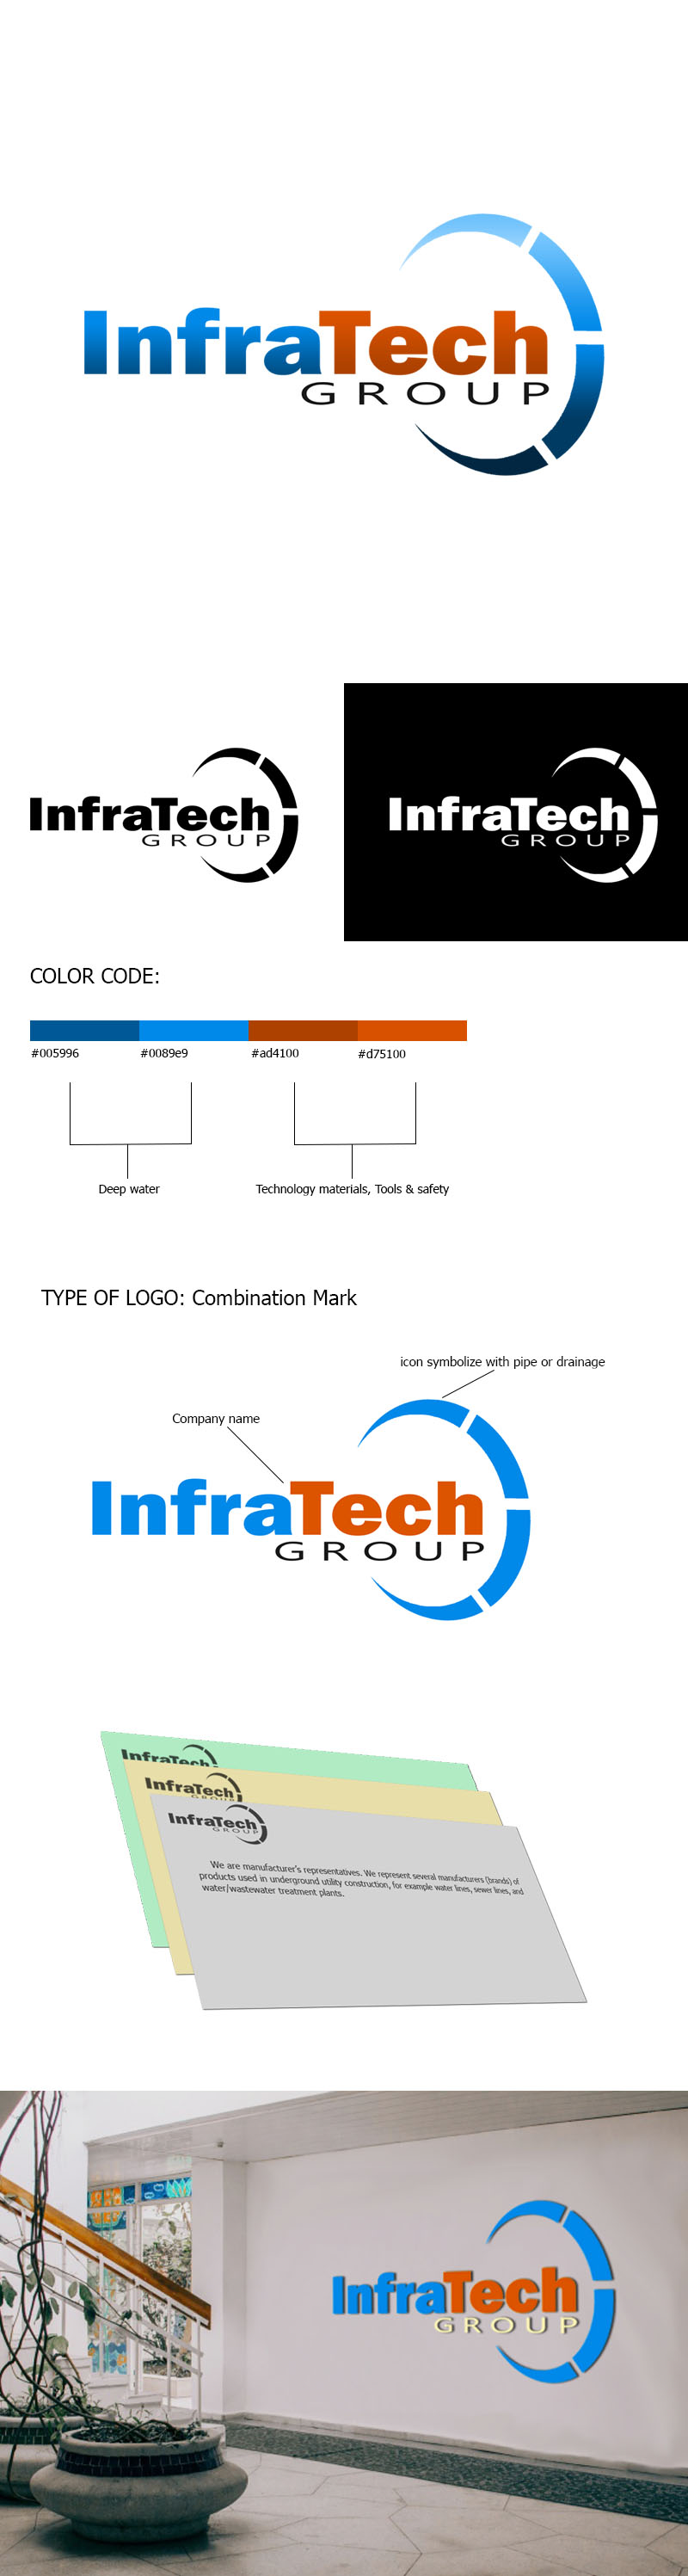 InfraTech
GROUP
InfraTech
GROUP
InfraTech
GROUP
COLOR CODE:
#005996 #0089e9 #ad4100 #d75100
Deep water Technology materials, Tools & safety
TYPE OF LOGO: Combination Mark
icon symbolize with pipe or drainage
Company name
InfraTech
GROUP
InfraTech
InfraTech
GROUP
InfraTech
GROUP
We are manufacturer's representatives. We represent several manufacturers (brands) of
products used in underground utility construction, for example water lines, sewer lines, and
water/wastewater treatment plants.
InfraTech
GROUP